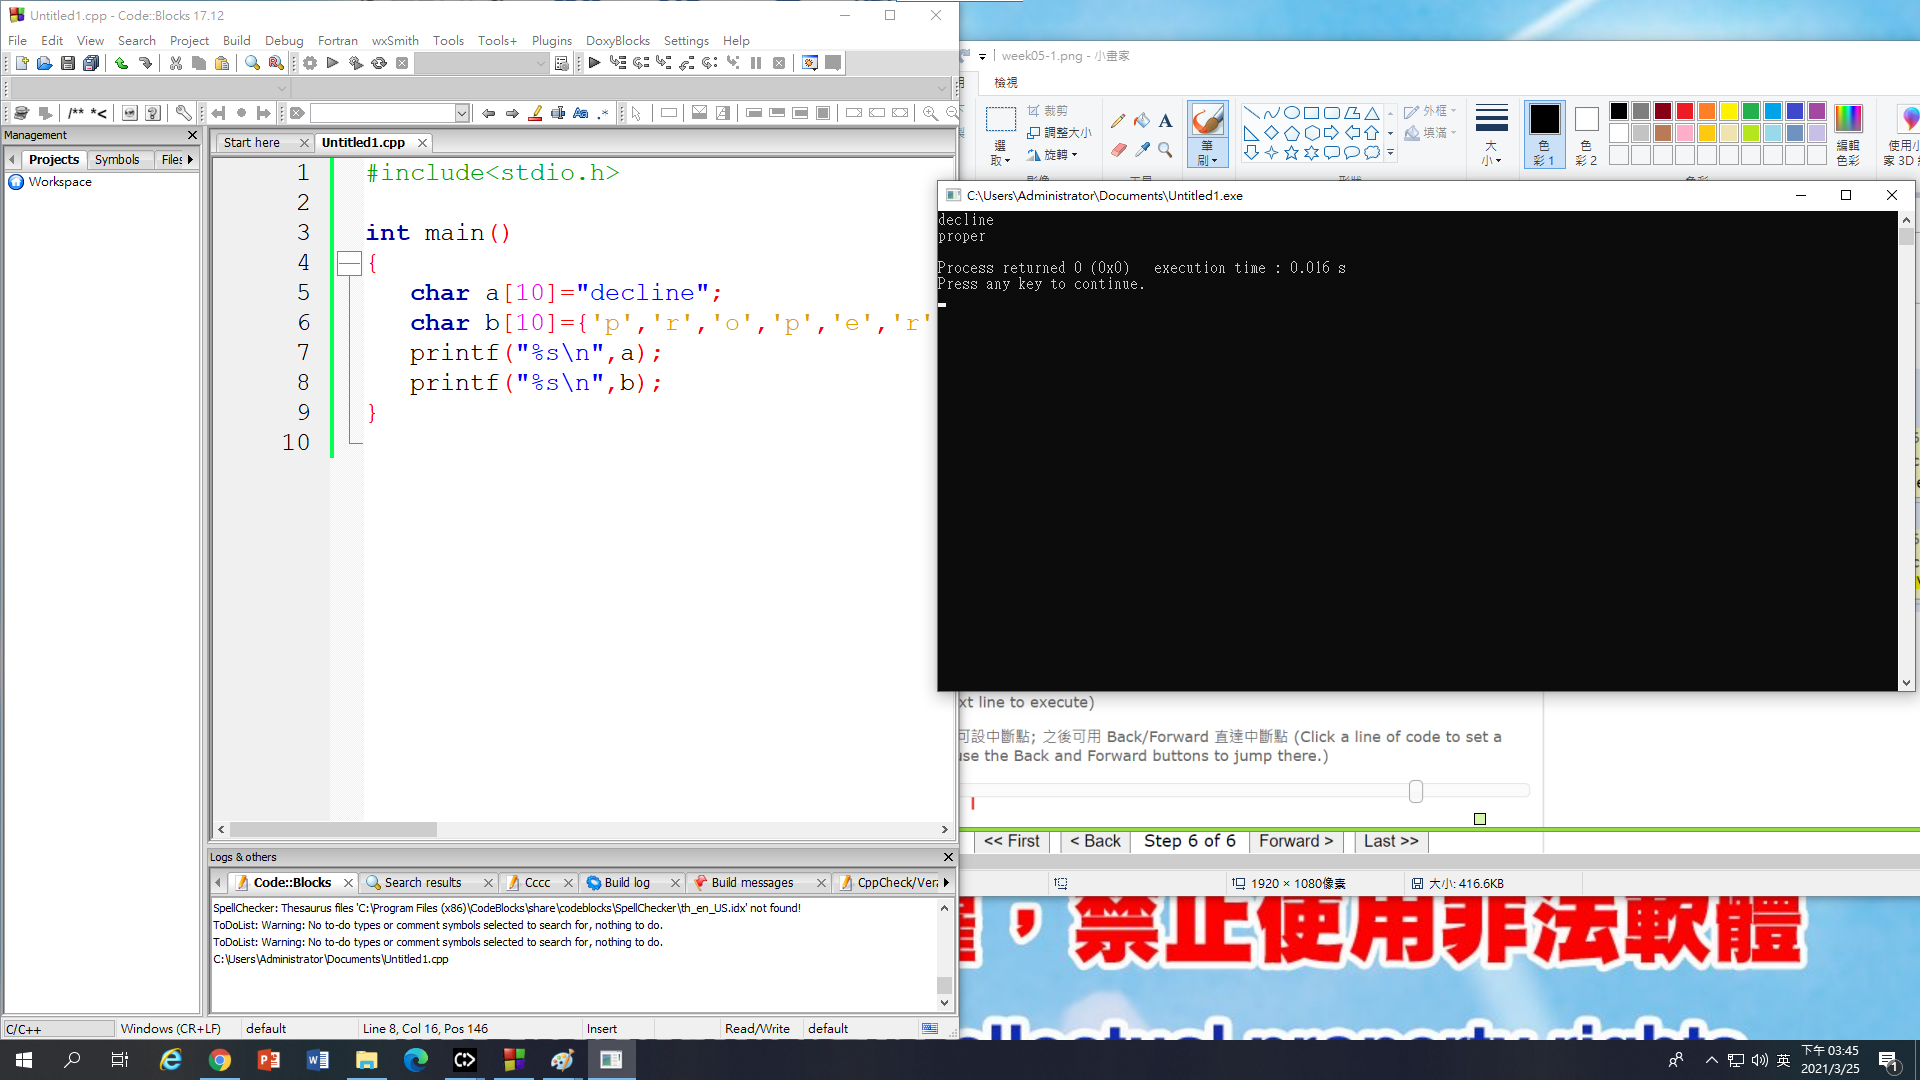 Untitled1.cpp - Code::Blocks 17.12
File Edit View Search Project Build Debug Fortran wxSmith Tools Tools+ Plugins DoxyBlocks Settings Help
/** *<
Management
Projects Symbols Files
Workspace
Start here Untitled1.cpp
1 #include<stdio.h>
2
3 int main()
4 {
5 char a[10]="decline";
6 char b[10]={'p','r','o','p','e','r'
7 printf("%s\n",a);
8 printf("%s\n",b);
9 }
10
Logs & others
Code::Blocks Search results Cccc Build log Build messages CppCheck/Vera
SpellChecker: Thesaurus files 'C:\Program Files (x86)\CodeBlocks\share\codeblocks\SpellChecker\th_en_US.idx' not found!
ToDoList: Warning: No to-do types or comment symbols selected to search for, nothing to do.
ToDoList: Warning: No to-do types or comment symbols selected to search for, nothing to do.
C:\Users\Administrator\Documents\Untitled1.cpp
C/C++ Windows (CR+LF) default Line 8, Col 16, Pos 146 Insert Read/Write default
week05-1.png - 小畫家
檢視
選取 裁剪 調整大小 旋轉
A
筆刷
外框
填滿
大小
色彩 1
色彩 2
編輯色彩
C:\Users\Administrator\Documents\Untitled1.exe
decline
proper
Process returned 0 (0x0) execution time : 0.016 s
Press any key to continue.
xt line to execute)
可設中斷點; 之後可用 Back/Forward 直達中斷點 (Click a line of code to set a
use the Back and Forward buttons to jump there.)
<< First < Back Step 6 of 6 Forward > Last >>
1920 × 1080像素 大小: 416.6KB
，禁止使用非法軟體
ellectual property rights
英
下午 03:45
2021/3/25
1